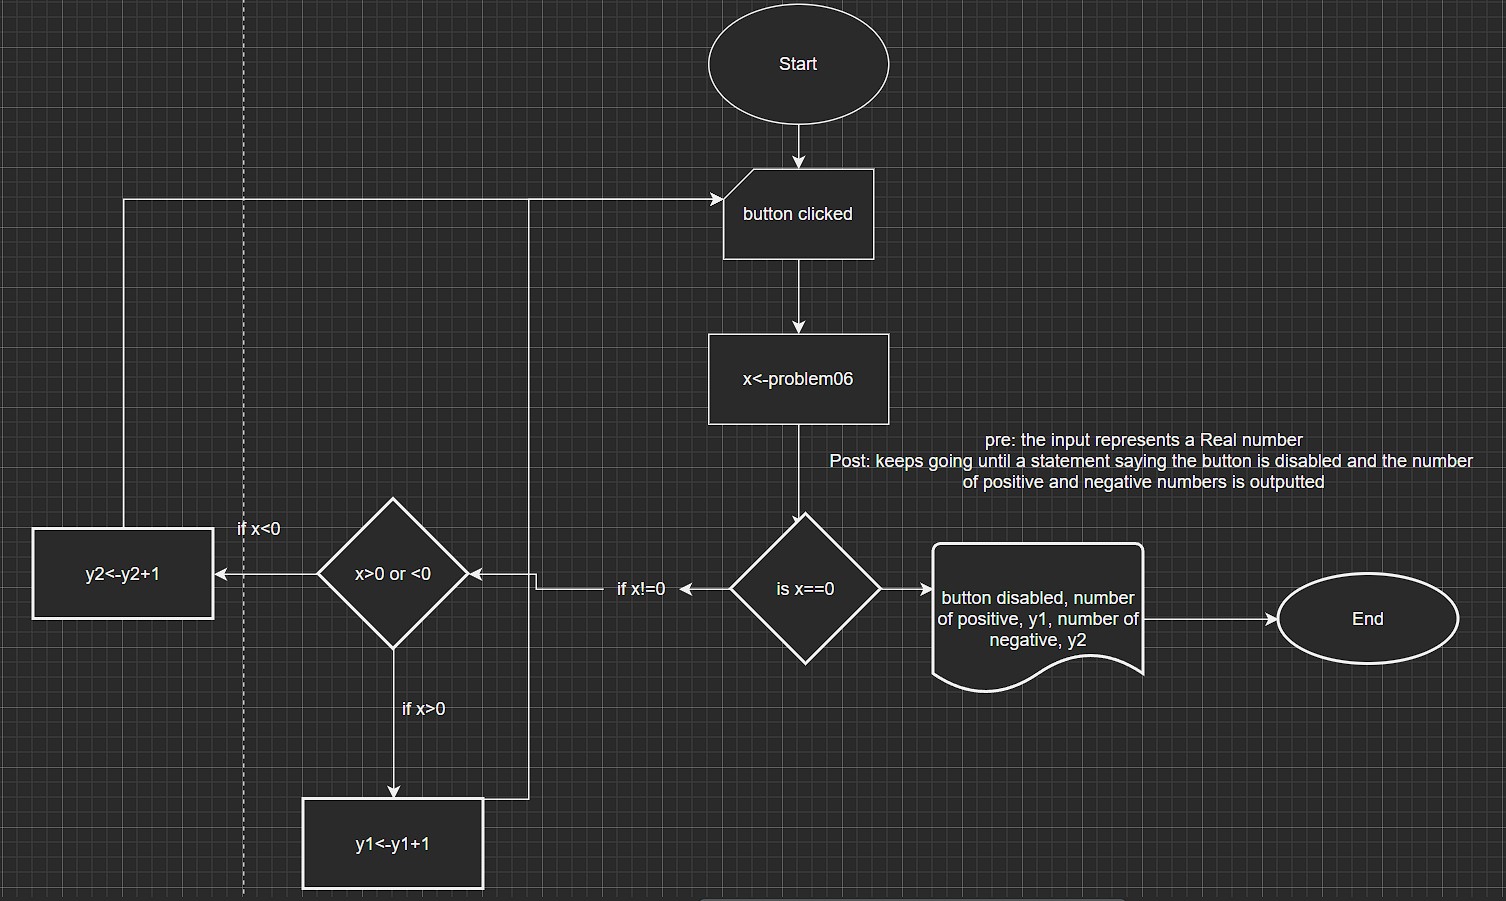 Start
button clicked
x<-problem06
pre: the input represents a Real number
Post: keeps going until a statement saying the button is disabled and the number
of positive and negative numbers is outputted
if x<0
y2<-y2+1
x>0 or <0
if x!=0
is x==0
button disabled, number
of positive, y1, number of
negative, y2
End
if x>0
y1<-y1+1